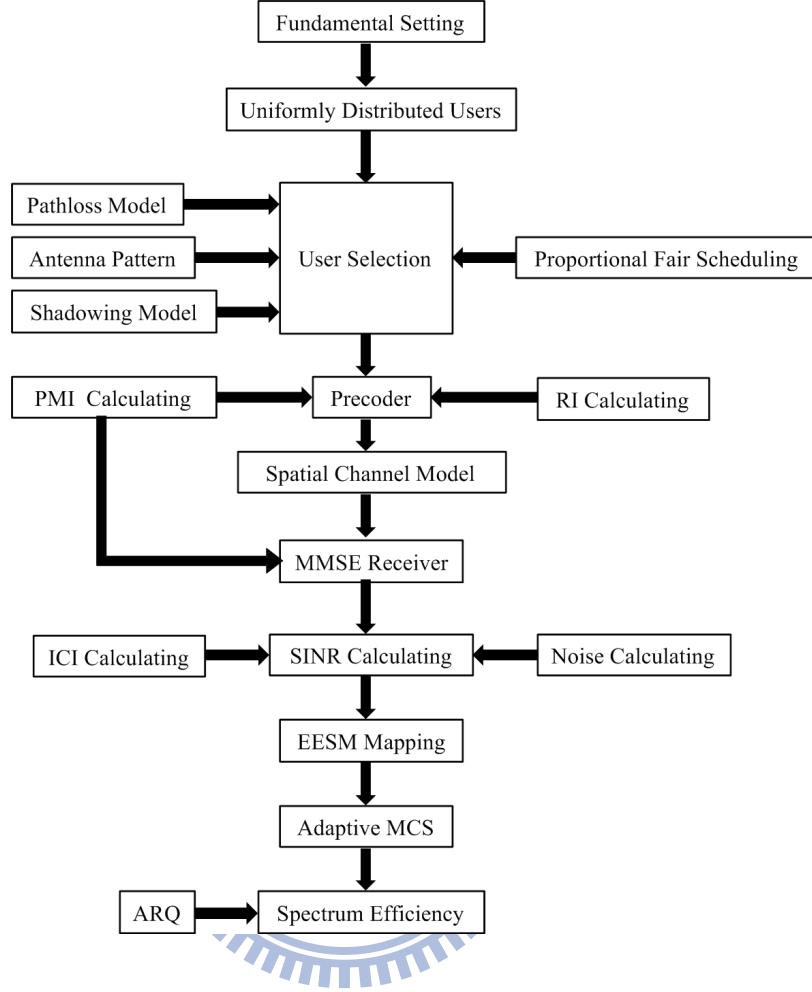 Fundamental Setting
Uniformly Distributed Users
Pathloss Model
Antenna Pattern
User Selection
Proportional Fair Scheduling
Shadowing Model
PMI Calculating
Precoder
RI Calculating
Spatial Channel Model
MMSE Receiver
ICI Calculating
SINR Calculating
Noise Calculating
EESM Mapping
Adaptive MCS
ARQ
Spectrum Efficiency